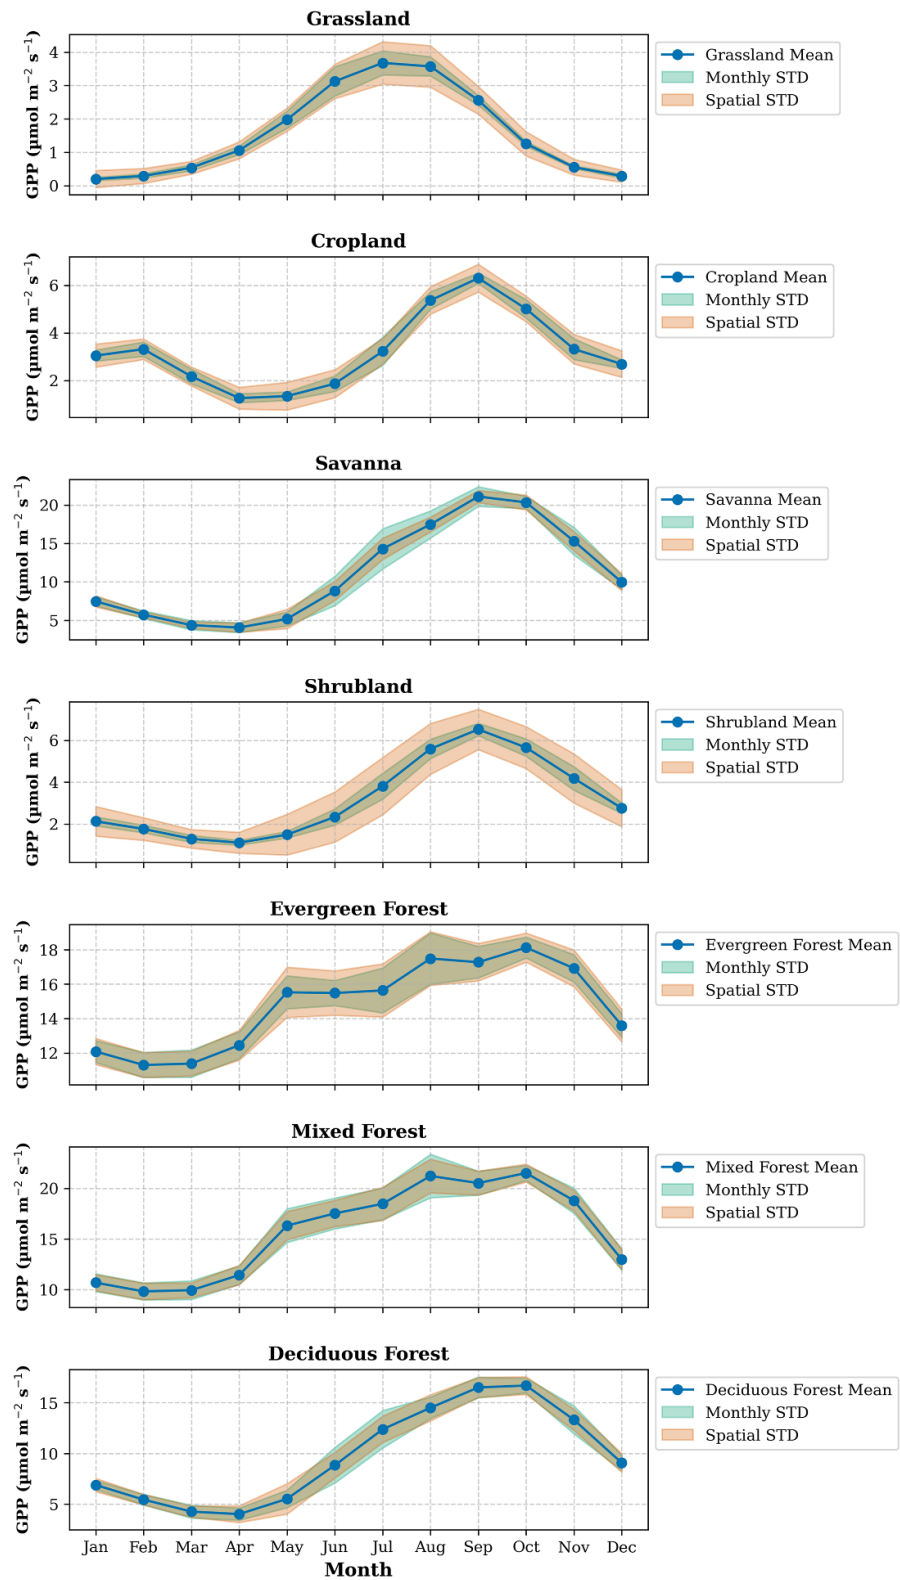 Grassland
GPP (μmol m⁻² s⁻¹)
4
3
2
1
0
Grassland Mean
Monthly STD
Spatial STD
Cropland
GPP (μmol m⁻² s⁻¹)
6
4
2
Cropland Mean
Monthly STD
Spatial STD
Savanna
GPP (μmol m⁻² s⁻¹)
20
15
10
5
Savanna Mean
Monthly STD
Spatial STD
Shrubland
GPP (μmol m⁻² s⁻¹)
6
4
2
Shrubland Mean
Monthly STD
Spatial STD
Evergreen Forest
GPP (μmol m⁻² s⁻¹)
18
16
14
12
Evergreen Forest Mean
Monthly STD
Spatial STD
Mixed Forest
GPP (μmol m⁻² s⁻¹)
20
15
10
Mixed Forest Mean
Monthly STD
Spatial STD
Deciduous Forest
GPP (μmol m⁻² s⁻¹)
15
10
5
Deciduous Forest Mean
Monthly STD
Spatial STD
Jan Feb Mar Apr May Jun Jul Aug Sep Oct Nov Dec
Month